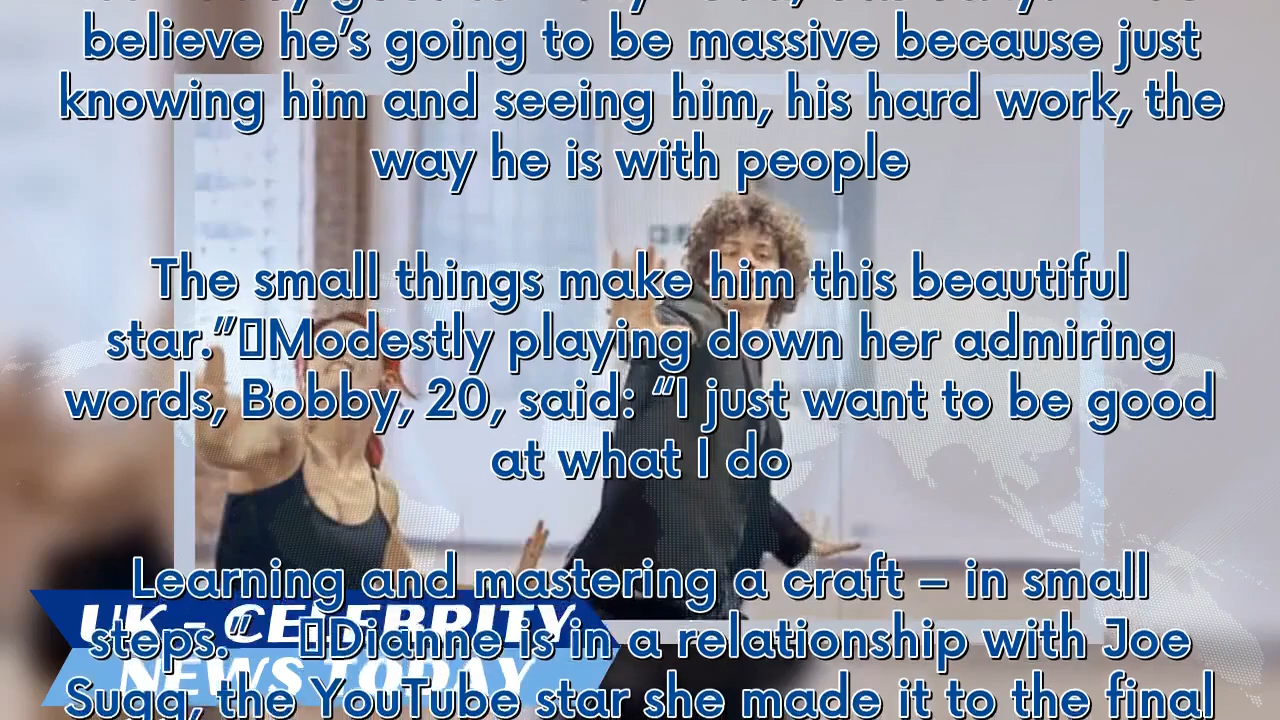 believe he’s going to be massive because just
knowing him and seeing him, his hard work, the
way he is with people
The small things make him this beautiful
star.”▯Modestly playing down her admiring
words, Bobby, 20, said: “I just want to be good
at what I do
Learning and mastering a craft – in small
steps.” ▯Dianne is in a relationship with Joe
Sugg, the YouTube star she made it to the final
UK - CELEBRITY
NEWS TODAY